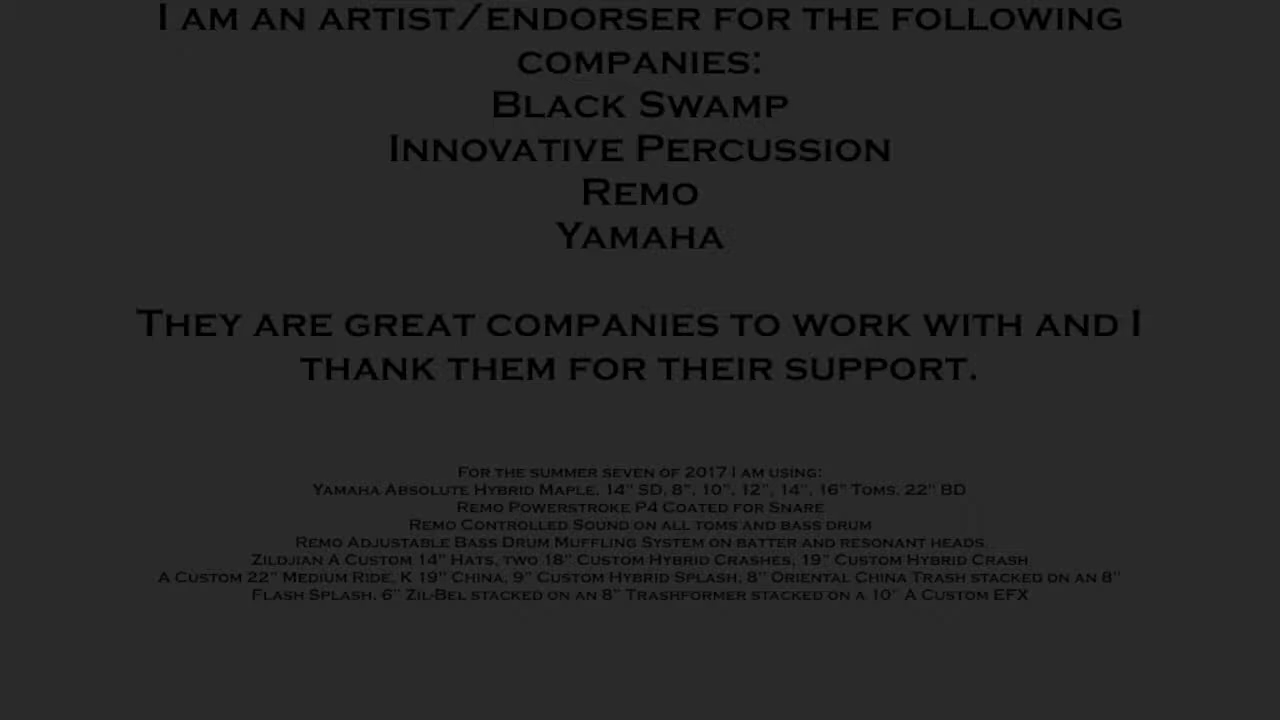 I am an artist/endorser for the following
companies:
Black Swamp
Innovative Percussion
Remo
Yamaha
They are great companies to work with and I
thank them for their support.
For the summer seven of 2017 I am using:
Yamaha Absolute Hybrid Maple, 14" SD, 8", 10", 12", 14", 16" Toms, 22" BD
Remo Powerstroke P4 Coated for Snare
Remo Controlled Sound on all toms and bass drum
Remo Adjustable Bass Drum Muffling System on batter and resonant heads.
Zildjian A Custom 14" Hats, two 18" Custom Hybrid Crashes, 19" Custom Hybrid Crash
A Custom 22" Medium Ride, K 19" China, 9" Custom Hybrid Splash, 8" Oriental China Trash stacked on an 8"
Flash Splash, 6" Zil-Bel stacked on an 8" Trashformer stacked on a 10" A Custom EFX